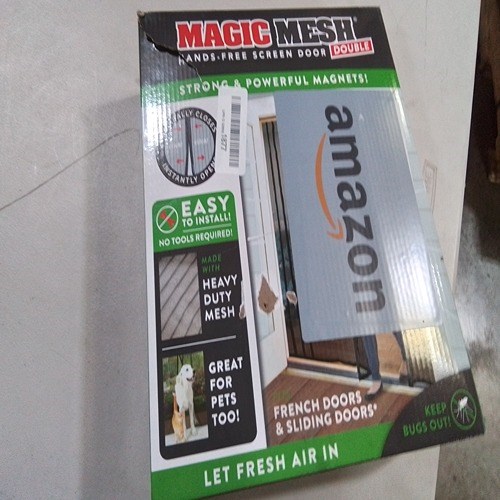 MAGIC MESH
HANDS-FREE SCREEN DOOR DOUBLE
STRONG & POWERFUL MAGNETS!
CLOSES
INSTANTLY OPENS
1877
amazon
EASY
TO INSTALL!
NO TOOLS REQUIRED!
MADE
WITH
HEAVY
DUTY
MESH
GREAT
FOR
PETS
TOO!
FRENCH DOORS
& SLIDING DOORS*
KEEP
BUGS OUT!
LET FRESH AIR IN